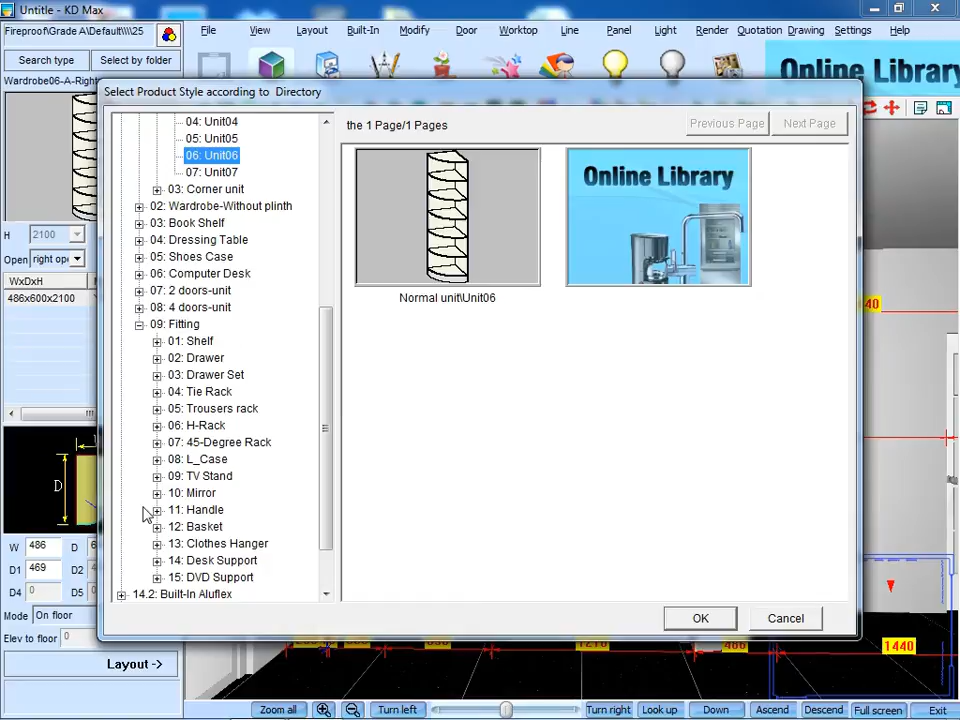 Untitle - KD Max
Fireproof\Grade A\Default\\\\25
File View Layout Built-In Modify Door Worktop Line Panel Light Render Quotation Drawing Settings Help
Search type Select by folder
Wardrobe06-A-Right
Online Library
Select Product Style according to Directory
the 1 Page/1 Pages
Previous Page Next Page
04: Unit04
05: Unit05
06: Unit06
07: Unit07
03: Corner unit
02: Wardrobe-Without plinth
03: Book Shelf
04: Dressing Table
05: Shoes Case
06: Computer Desk
07: 2 doors-unit
08: 4 doors-unit
09: Fitting
01: Shelf
02: Drawer
03: Drawer Set
04: Tie Rack
05: Trousers rack
06: H-Rack
07: 45-Degree Rack
08: L_Case
09: TV Stand
10: Mirror
11: Handle
12: Basket
13: Clothes Hanger
14: Desk Support
15: DVD Support
14.2: Built-In Aluflex
Online Library
Normal unit\Unit06
OK Cancel
H 2100
Open right ope
WxDxH
486x600x2100
D
W 486 D 6
D1 469 D2
D4 0 D5
Mode On floor
Elev to floor 0
Layout ->
40
1210
486
1440
Zoom all Turn left Turn right Look up Down Ascend Descend Full screen Exit